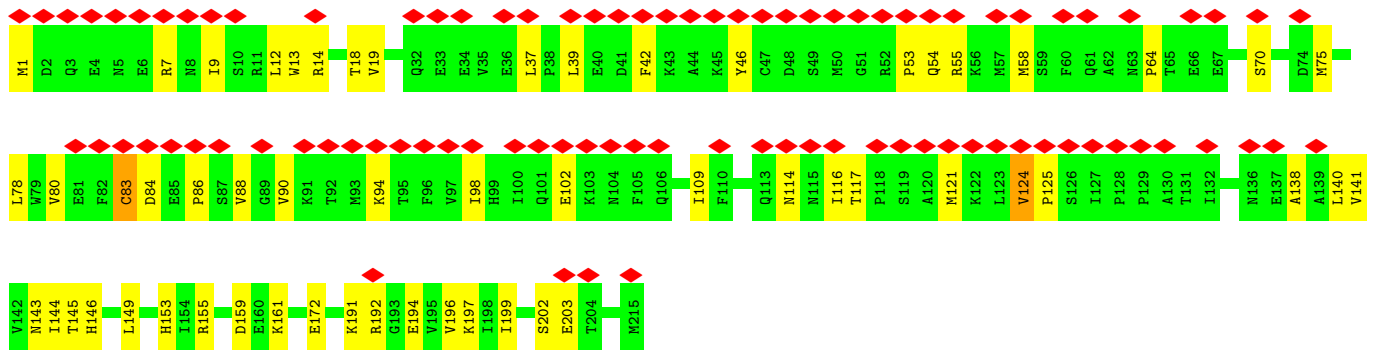 M1 D2 Q3 E4 N5 E6 R7 N8 I9 S10 R11 L12 W13 R14 T18 V19 Q32 E33 E34 V35 E36 L37 P38 L39 E40 D41 F42 K43 A44 K45 Y46 C47 D48 S49 M50 G51 R52 P53 Q54 R55 K56 M57 M58 S59 F60 Q61 A62 N63 P64 T65 E66 E67 S70 D74 M75
L78 W79 V80 E81 F82 C83 D84 E85 P86 S87 V88 G89 V90 K91 T92 M93 K94 T95 F96 V97 I98 H99 I100 Q101 E102 K103 N104 F105 Q106 I109 F110 Q113 N114 N115 I116 T117 P118 S119 A120 M121 K122 L123 V124 P125 S126 I127 P128 P129 A130 T131 I132 N136 E137 A138 A139 L140 V141
V142 N143 I144 T145 H146 L149 H153 I154 R155 D159 E160 K161 E172 K191 R192 G193 E194 V195 V196 K197 I198 I199 S202 E203 T204 M215